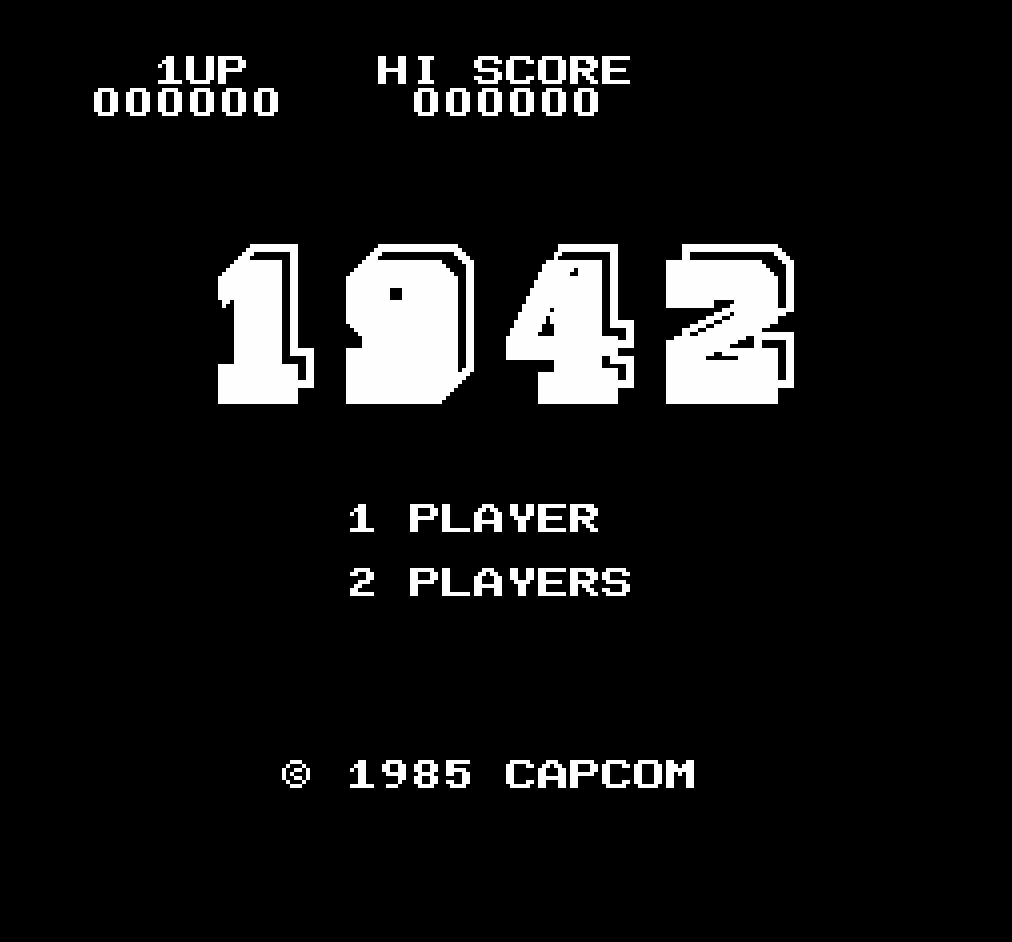 1UP HI SCORE
000000 000000
1942
1 PLAYER
2 PLAYERS
© 1985 CAPCOM